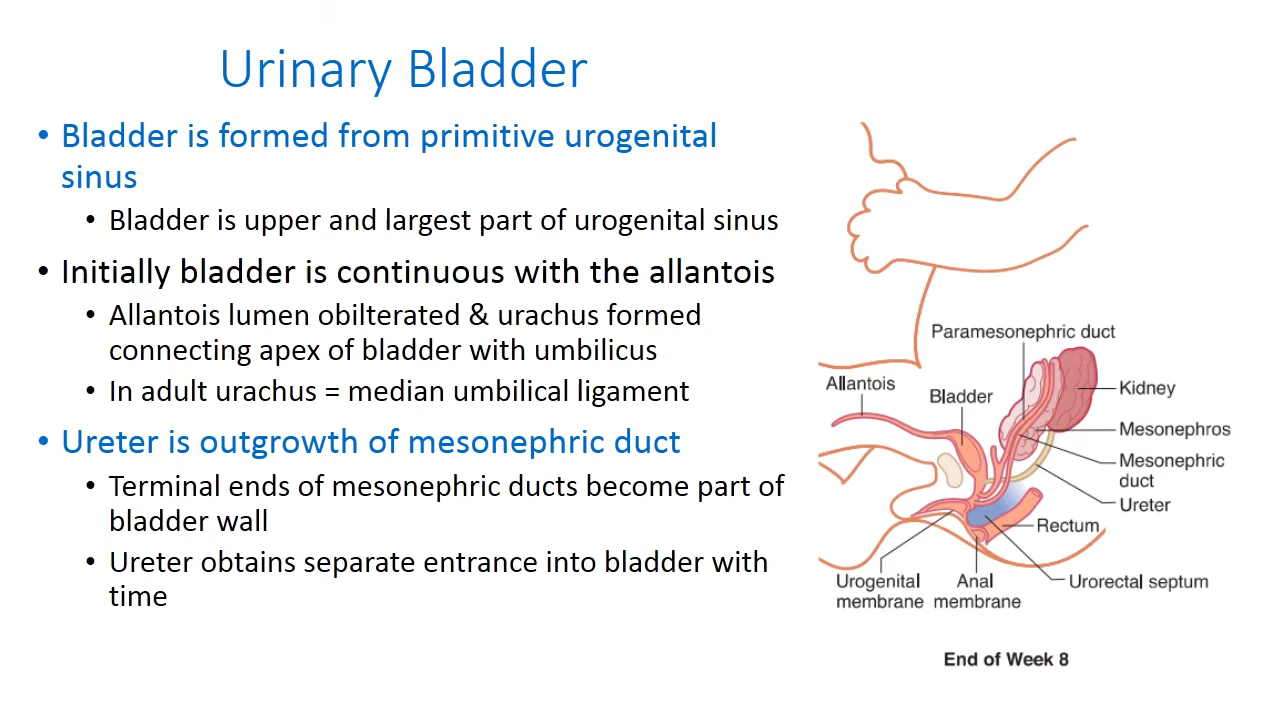 Urinary Bladder
• Bladder is formed from primitive urogenital
sinus
• Bladder is upper and largest part of urogenital sinus
• Initially bladder is continuous with the allantois
• Allantois lumen obilterated & urachus formed
connecting apex of bladder with umbilicus
• In adult urachus = median umbilical ligament
• Ureter is outgrowth of mesonephric duct
• Terminal ends of mesonephric ducts become part of
bladder wall
• Ureter obtains separate entrance into bladder with
time
Paramesonephric duct
Allantois
Bladder
Kidney
Mesonephros
Mesonephric
duct
Ureter
Rectum
Urorectal septum
Urogenital
membrane
Anal
membrane
End of Week 8